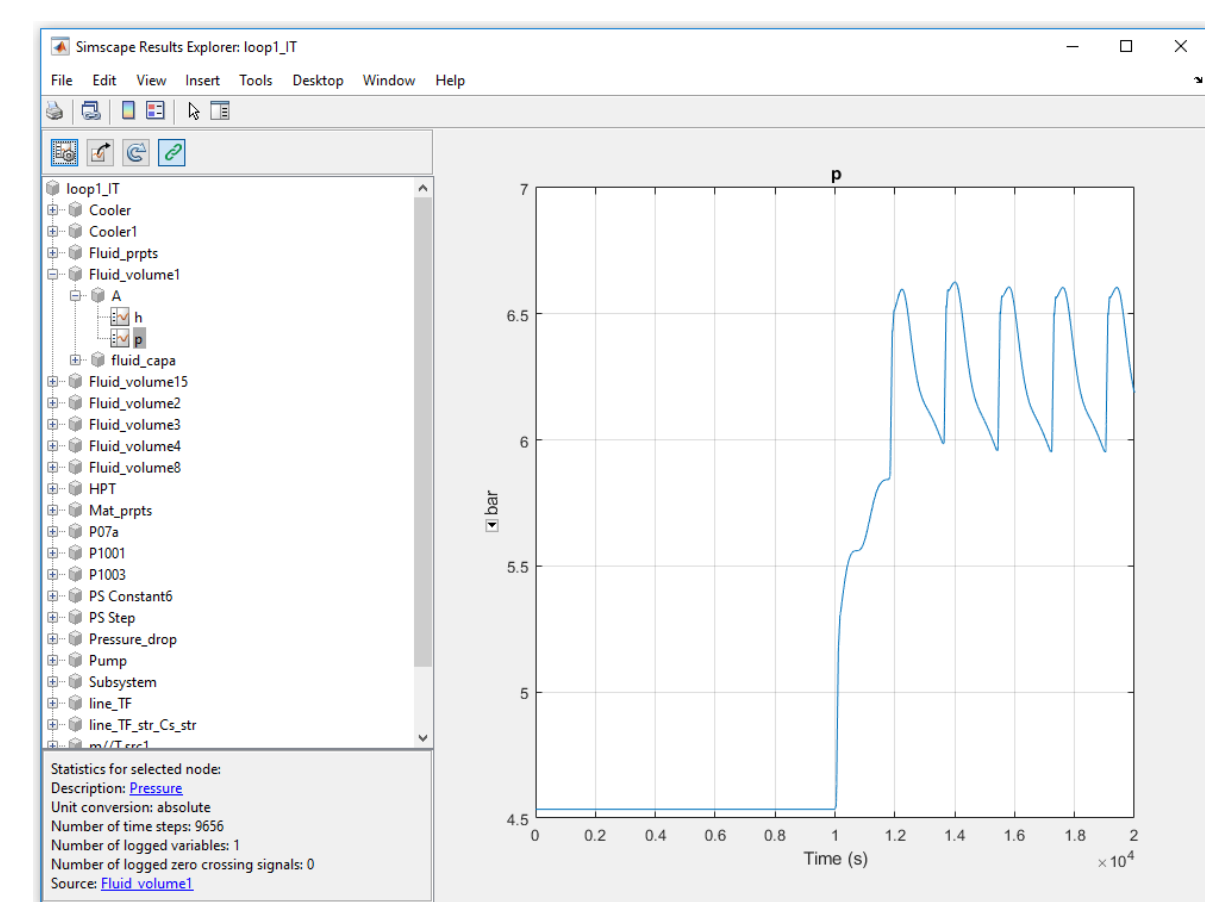 Simscape Results Explorer: loop1_IT
File Edit View Insert Tools Desktop Window Help
loop1_IT
Cooler
Cooler1
Fluid_prpts
Fluid_volume1
A
h
p
fluid_capa
Fluid_volume15
Fluid_volume2
Fluid_volume3
Fluid_volume4
Fluid_volume8
HPT
Mat_prpts
P07a
P1001
P1003
PS Constant6
PS Step
Pressure_drop
Pump
Subsystem
line_TF
line_TF_str_Cs_str
m//T src1
Statistics for selected node:
Description: Pressure
Unit conversion: absolute
Number of time steps: 9656
Number of logged variables: 1
Number of logged zero crossing signals: 0
Source: Fluid_volume1
p
7
6.5
6
5.5
5
4.5
bar
0 0.2 0.4 0.6 0.8 1 1.2 1.4 1.6 1.8 2
Time (s)
×10⁴